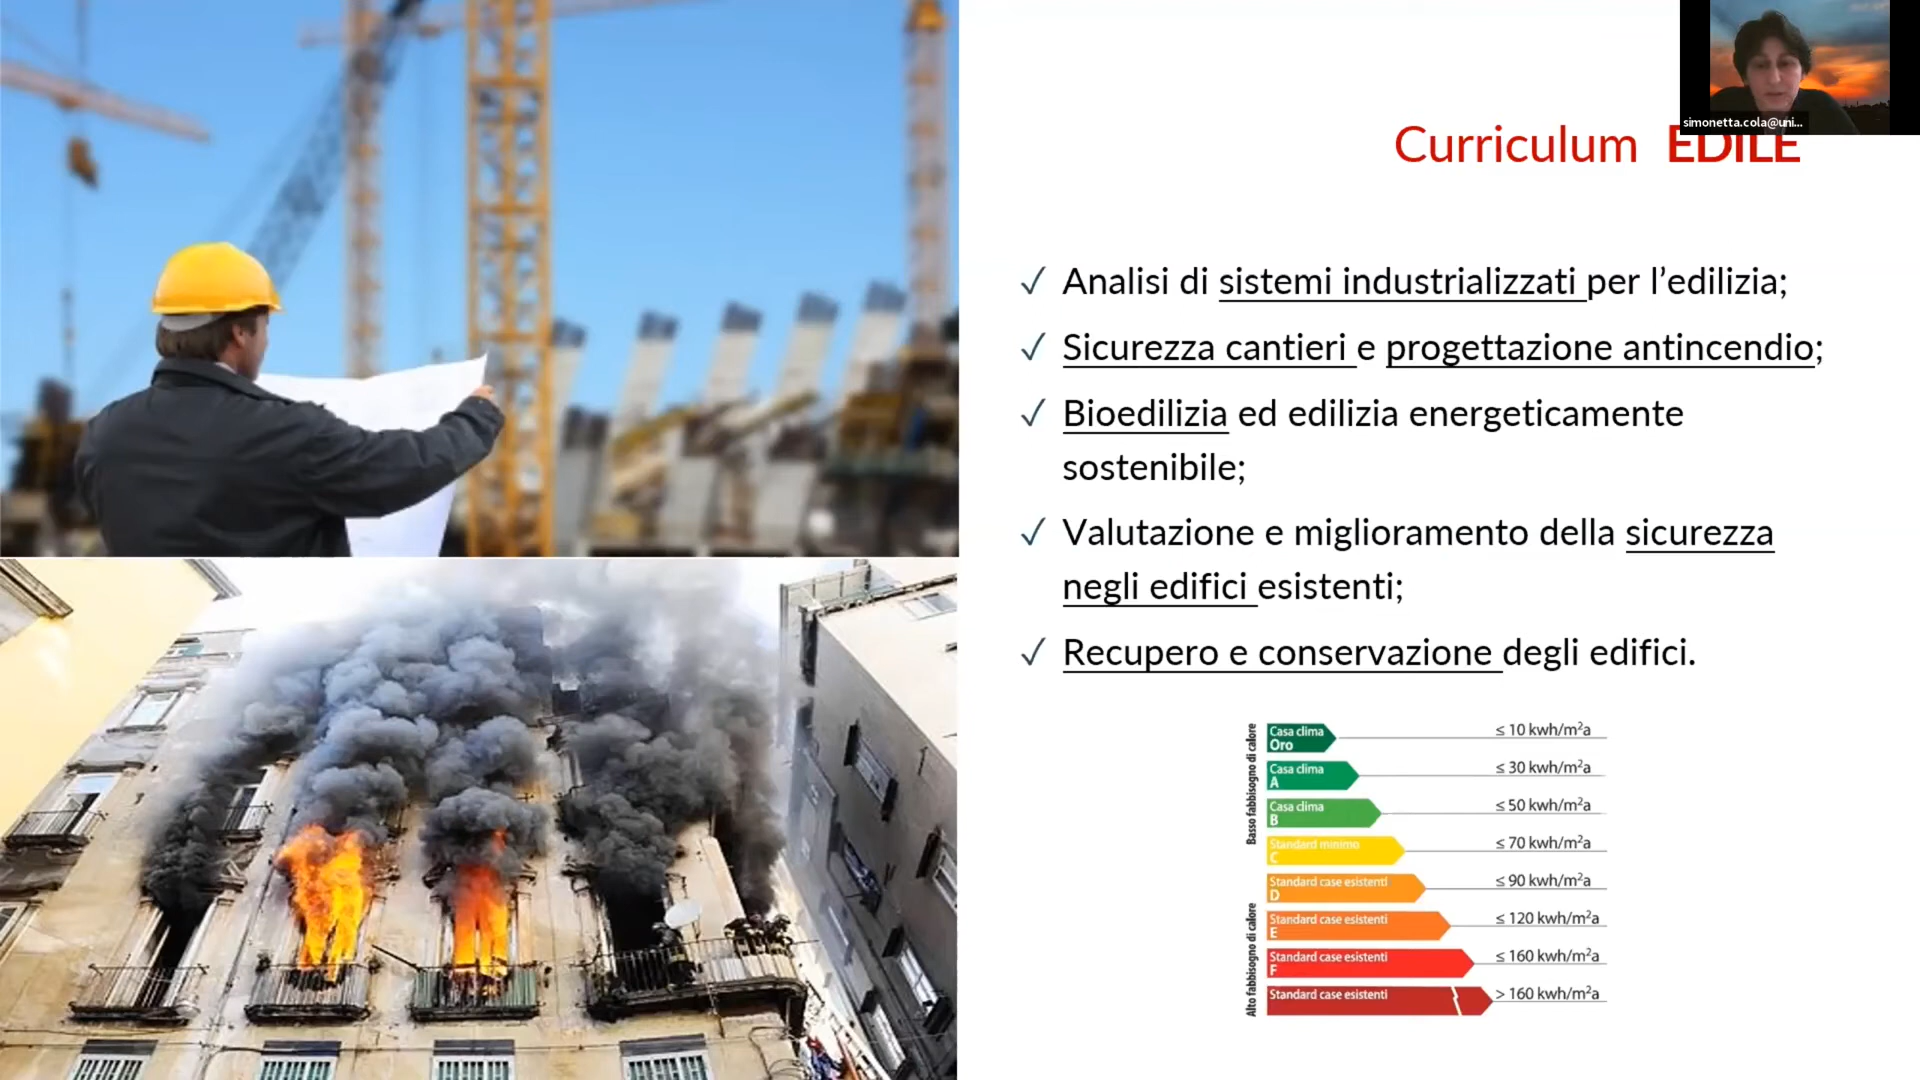 simonetta.cola@uni...
Curriculum EDILE
✓ Analisi di sistemi industrializzati per l’edilizia;
✓ Sicurezza cantieri e progettazione antincendio;
✓ Bioedilizia ed edilizia energeticamente
sostenibile;
✓ Valutazione e miglioramento della sicurezza
negli edifici esistenti;
✓ Recupero e conservazione degli edifici.
Basso fabbisogno di calore
Casa clima
Oro
≤ 10 kwh/m²a
Casa clima
A
≤ 30 kwh/m²a
Casa clima
B
≤ 50 kwh/m²a
Standard minimo
C
≤ 70 kwh/m²a
Standard case esistenti
D
≤ 90 kwh/m²a
Alto fabbisogno di calore
Standard case esistenti
E
≤ 120 kwh/m²a
Standard case esistenti
F
≤ 160 kwh/m²a
Standard case esistenti
> 160 kwh/m²a